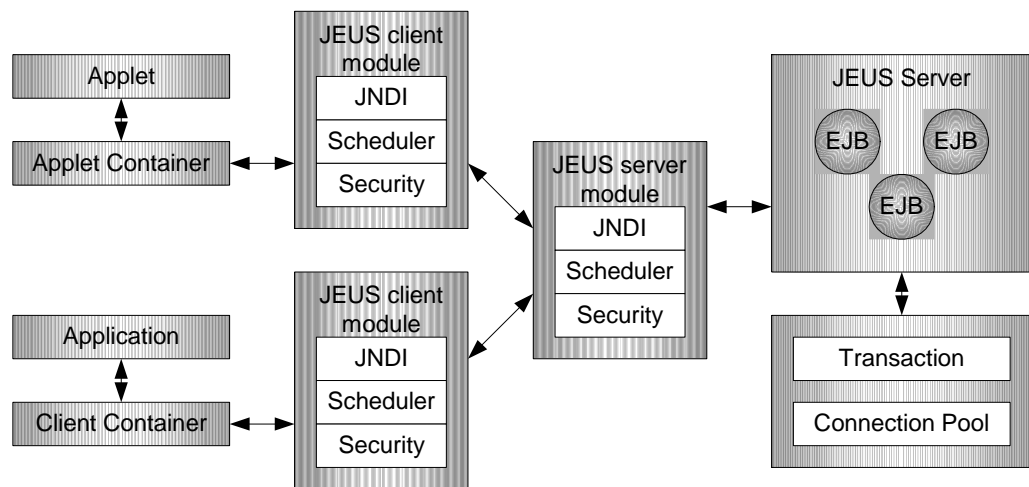 Applet
Applet Container
JEUS client
module
JNDI
Scheduler
Security
Application
Client Container
JEUS client
module
JNDI
Scheduler
Security
JEUS server
module
JNDI
Scheduler
Security
JEUS Server
EJB
EJB
EJB
Transaction
Connection Pool